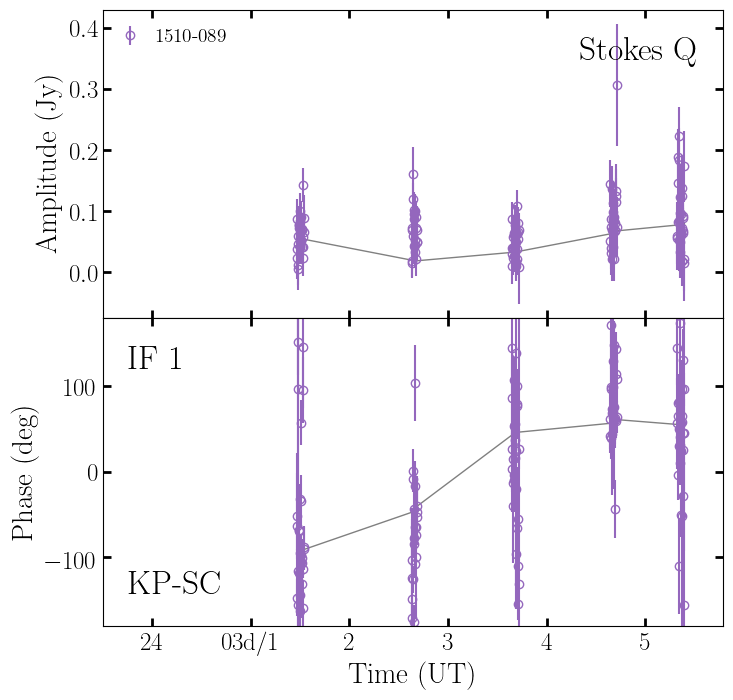 1510-089
Stokes Q
0.4
0.3
0.2
0.1
0.0
Amplitude (Jy)
IF 1
100
0
−100
Phase (deg)
KP-SC
24
03d/1
2
3
4
5
Time (UT)